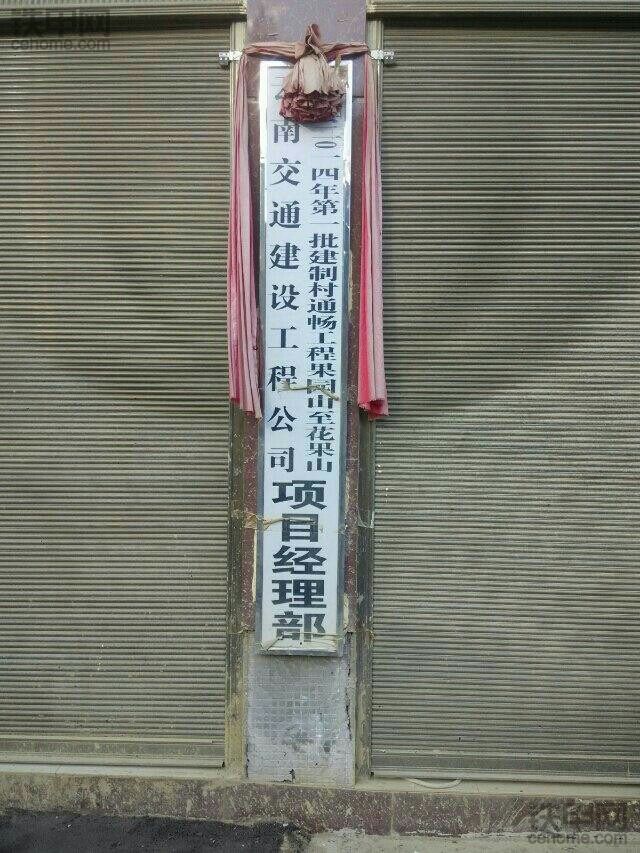 铁甲网
cehome.com
二〇一四年第一批建制村通畅工程果园山至花果山
云南交通建设工程公司
项目经理部
铁甲网
cehome.com